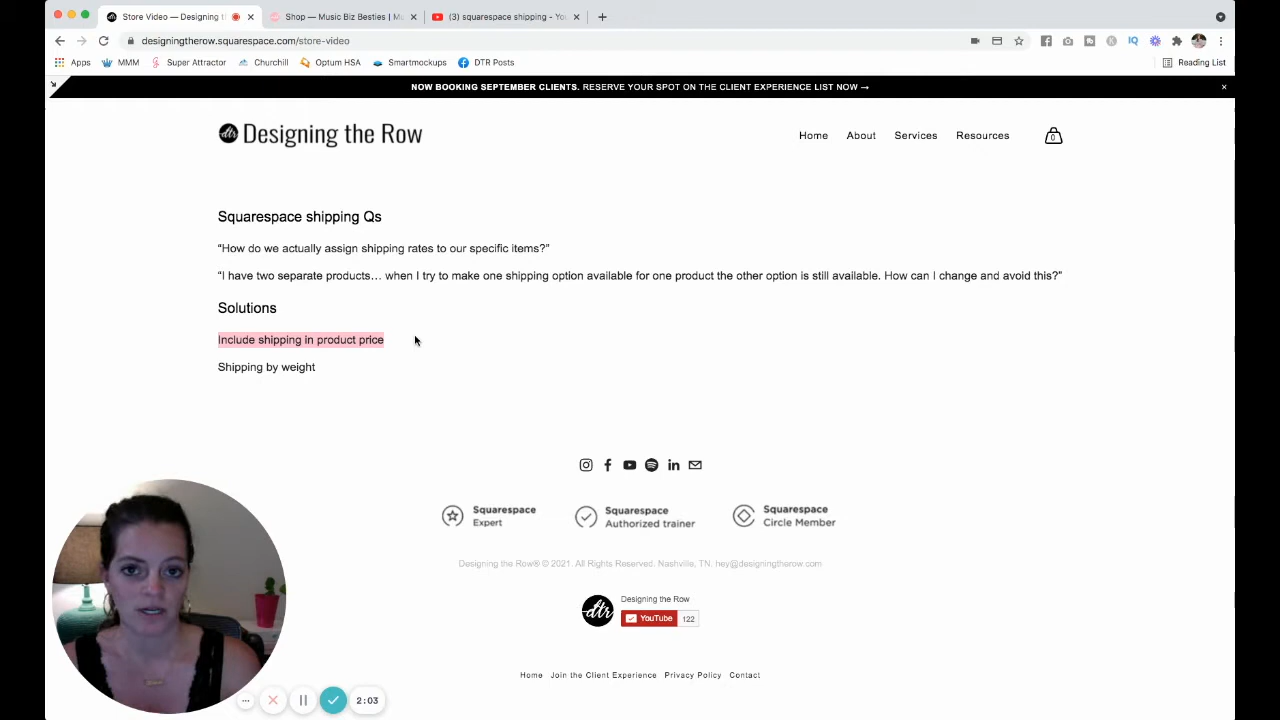 Store Video — Designing t
Shop — Music Biz Besties | Mu
(3) squarespace shipping - Yo
designingtherow.squarespace.com/store-video
Apps
MMM
Super Attractor
Churchill
Optum HSA
Smartmockups
DTR Posts
Reading List
NOW BOOKING SEPTEMBER CLIENTS. RESERVE YOUR SPOT ON THE CLIENT EXPERIENCE LIST NOW →
dtr Designing the Row
Home About Services Resources 0
Squarespace shipping Qs
“How do we actually assign shipping rates to our specific items?”
“I have two separate products… when I try to make one shipping option available for one product the other option is still available. How can I change and avoid this?”
Solutions
Include shipping in product price
Shipping by weight
Squarespace
Expert
Squarespace
Authorized trainer
Squarespace
Circle Member
Designing the Row® © 2021. All Rights Reserved. Nashville, TN. hey@designingtherow.com
dtr
Designing the Row
YouTube 122
Home Join the Client Experience Privacy Policy Contact
2:03